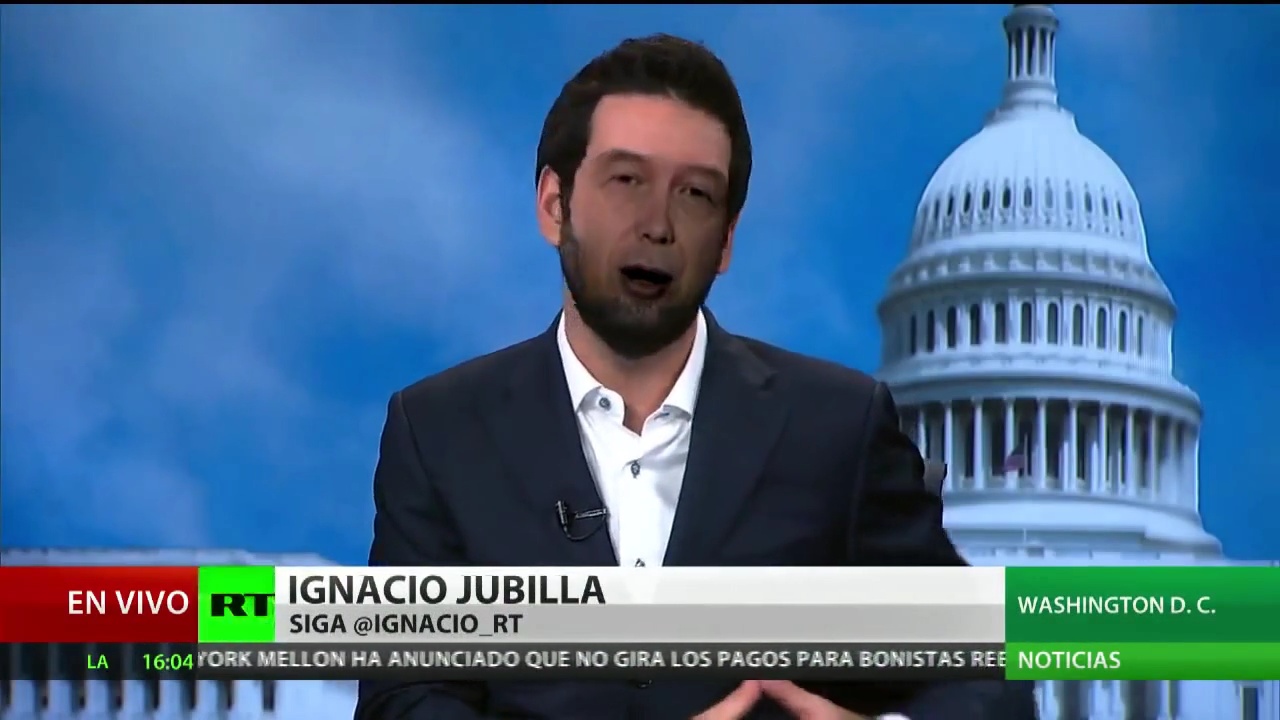 EN VIVO
RT
IGNACIO JUBILLA
SIGA @IGNACIO_RT
WASHINGTON D. C.
LA 16:04
YORK MELLON HA ANUNCIADO QUE NO GIRA LOS PAGOS PARA BONISTAS REE
NOTICIAS